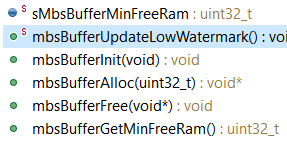 sMbsBufferMinFreeRam : uint32_t
mbsBufferUpdateLowWatermark() : voi
mbsBufferInit(void) : void
mbsBufferAlloc(uint32_t) : void*
mbsBufferFree(void*) : void
mbsBufferGetMinFreeRam() : uint32_t